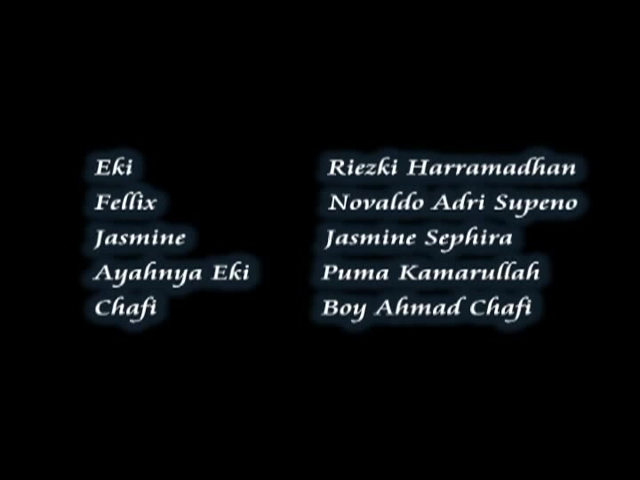 Eki Riezki Harramadhan
Fellix Novaldo Adri Supeno
Jasmine Jasmine Sephira
Ayahnya Eki Puma Kamarullah
Chafi Boy Ahmad Chafi